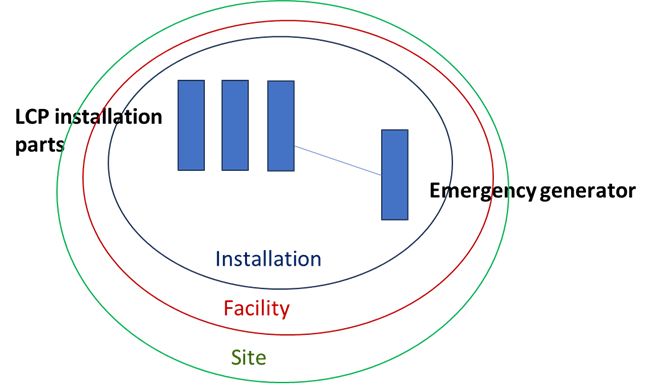 LCP installation
parts
Emergency generator
Installation
Facility
Site